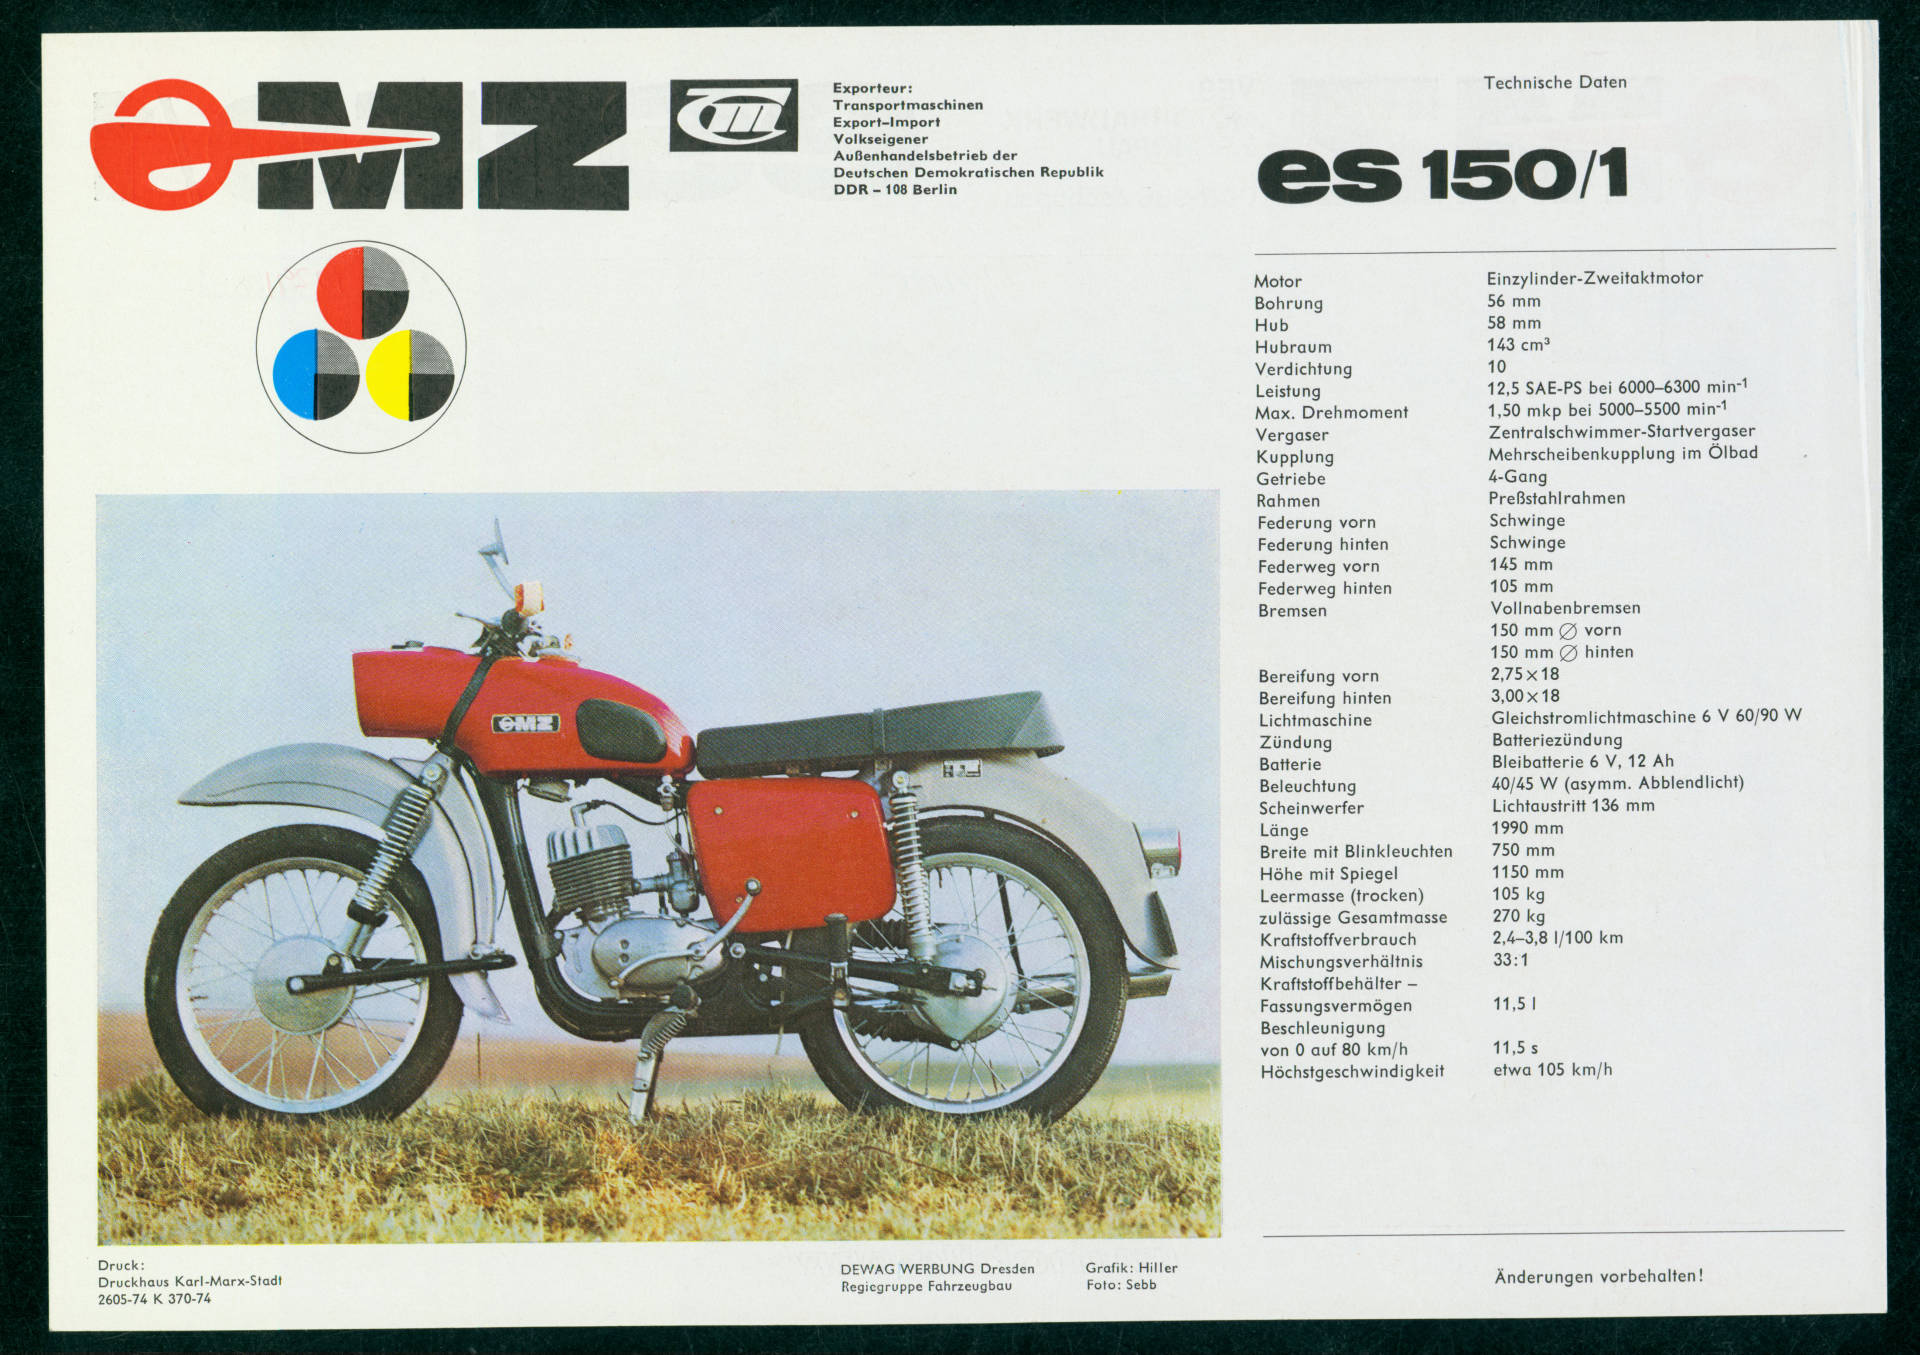 MZ
Exporteur:
Transportmaschinen
Export-Import
Volkseigener
Außenhandelsbetrieb der
Deutschen Demokratischen Republik
DDR – 108 Berlin
Technische Daten
es 150/1
Motor Einzylinder-Zweitaktmotor
Bohrung 56 mm
Hub 58 mm
Hubraum 143 cm³
Verdichtung 10
Leistung 12,5 SAE-PS bei 6000–6300 min-1
Max. Drehmoment 1,50 mkp bei 5000–5500 min-1
Vergaser Zentralschwimmer-Startvergaser
Kupplung Mehrscheibenkupplung im Ölbad
Getriebe 4-Gang
Rahmen Preßstahlrahmen
Federung vorn Schwinge
Federung hinten Schwinge
Federweg vorn 145 mm
Federweg hinten 105 mm
Bremsen Vollnabenbremsen
150 mm ∅ vorn
150 mm ∅ hinten
Bereifung vorn 2,75×18
Bereifung hinten 3,00×18
Lichtmaschine Gleichstromlichtmaschine 6 V 60/90 W
Zündung Batteriezündung
Batterie Bleibatterie 6 V, 12 Ah
Beleuchtung 40/45 W (asymm. Abblendlicht)
Scheinwerfer Lichtaustritt 136 mm
Länge 1990 mm
Breite mit Blinkleuchten 750 mm
Höhe mit Spiegel 1150 mm
Leermasse (trocken) 105 kg
zulässige Gesamtmasse 270 kg
Kraftstoffverbrauch 2,4–3,8 l/100 km
Mischungsverhältnis 33:1
Kraftstoffbehälter –
Fassungsvermögen 11,5 l
Beschleunigung
von 0 auf 80 km/h 11,5 s
Höchstgeschwindigkeit etwa 105 km/h
MZ
Druck:
Druckhaus Karl-Marx-Stadt
2605-74 K 370-74
DEWAG WERBUNG Dresden
Regiegruppe Fahrzeugbau
Grafik: Hiller
Foto: Sebb
Änderungen vorbehalten!